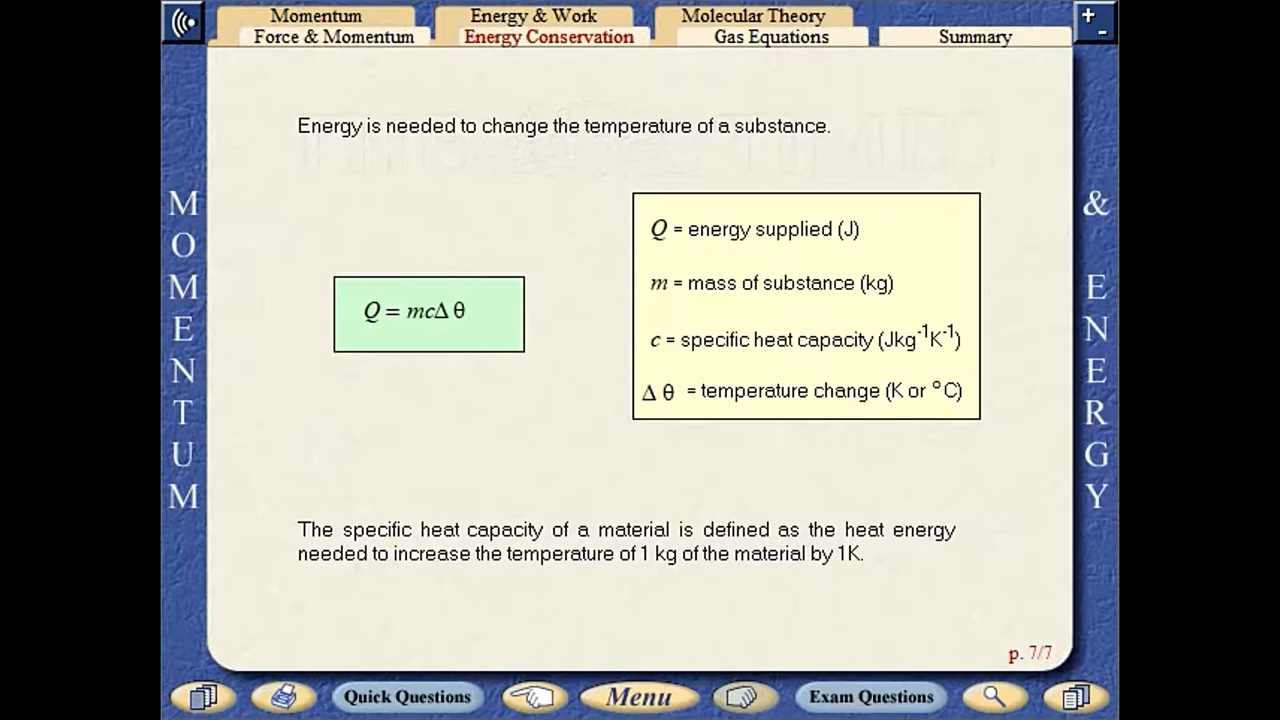 Momentum
Energy & Work
Molecular Theory
Force & Momentum
Energy Conservation
Gas Equations
Summary
+
-
Energy is needed to change the temperature of a substance.
MOMENTUM
& ENERGY
Q = mcΔ θ
Q = energy supplied (J)
m = mass of substance (kg)
c = specific heat capacity (Jkg⁻¹K⁻¹)
Δ θ = temperature change (K or °C)
The specific heat capacity of a material is defined as the heat energy
needed to increase the temperature of 1 kg of the material by 1K.
p. 7/7
Quick Questions
Menu
Exam Questions